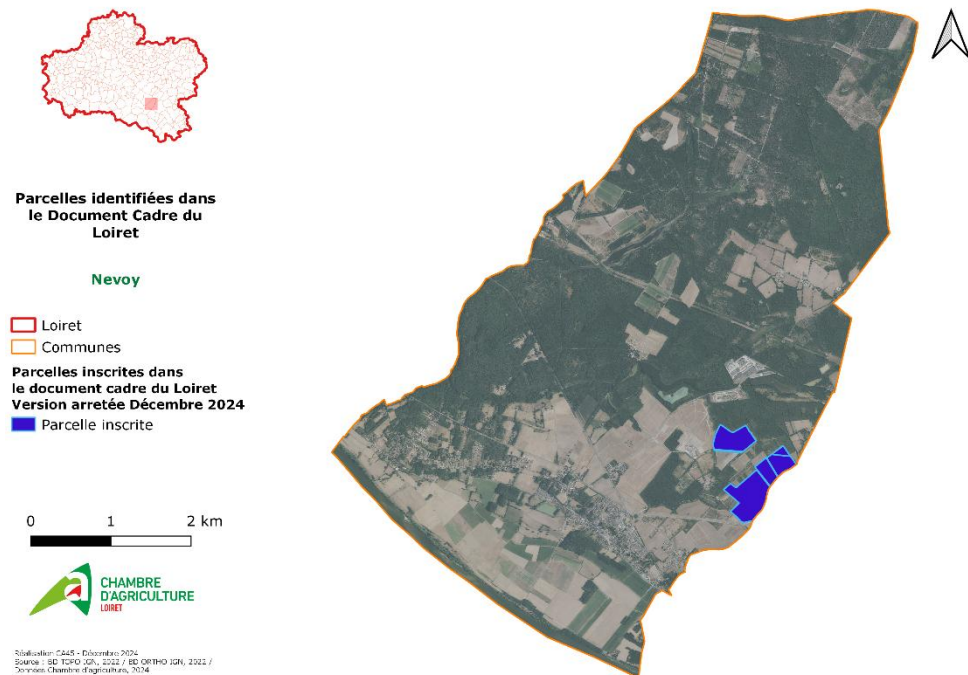 Parcelles identifiées dans
le Document Cadre du
Loiret
Nevoy
Loiret
Communes
Parcelles inscrites dans
le document cadre du Loiret
Version arretée Décembre 2024
Parcelle inscrite
0 1 2 km
CHAMBRE
D'AGRICULTURE
LOIRET
Réalisation CA45 - Décembre 2024
Source : BD TOPO IGN, 2022 / BD ORTHO IGN, 2022 /
Données Chambre d'agriculture, 2024